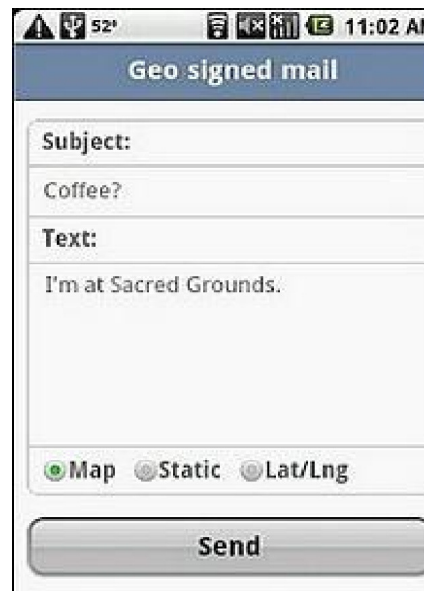 52° 11:02 AM
Geo signed mail
Subject:
Coffee?
Text:
I'm at Sacred Grounds.
Map Static Lat/Lng
Send